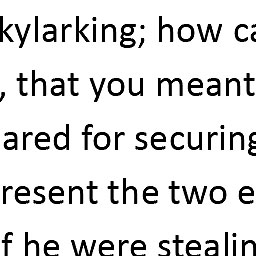 kylarking; how ca
, that you meant
ared for securing
resent the two e
f he were stealin